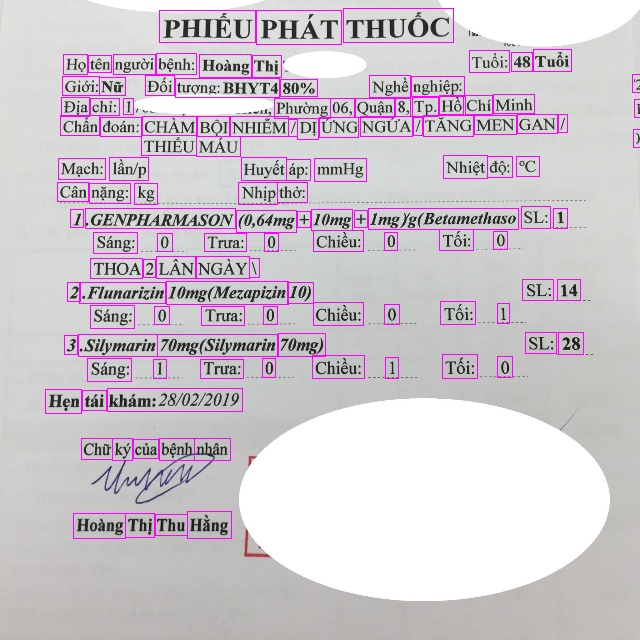 PHIẾU PHÁT THUỐC
Họ tên người bệnh: Hoàng Thị
Tuổi: 48 Tuổi
Giới: Nữ Đối tượng: BHYT4 80% Nghề nghiệp:
Địa chỉ: 1 Phường 06, Quận 8, Tp. Hồ Chí Minh
Chẩn đoán: CHÀM BỘI NHIỄM / DỊ ỨNG NGỨA / TĂNG MEN GAN /
THIẾU MÁU
Mạch: lần/p Huyết áp: mmHg Nhiệt độ: ºC
Cân nặng: kg Nhịp thở:
1 .GENPHARMASON (0,64mg + 10mg + 1mg)/g(Betamethaso SL: 1
Sáng: 0 Trưa: 0 Chiều: 0 Tối: 0
THOA 2 LẦN NGÀY \
2 .Flunarizin 10mg(Mezapizin 10) SL: 14
Sáng: 0 Trưa: 0 Chiều: 0 Tối: 1
3 .Silymarin 70mg(Silymarin 70mg) SL: 28
Sáng: 1 Trưa: 0 Chiều: 1 Tối: 0
Hẹn tái khám: 28/02/2019
Chữ ký của bệnh nhân
Hoàng Thị Thu Hằng